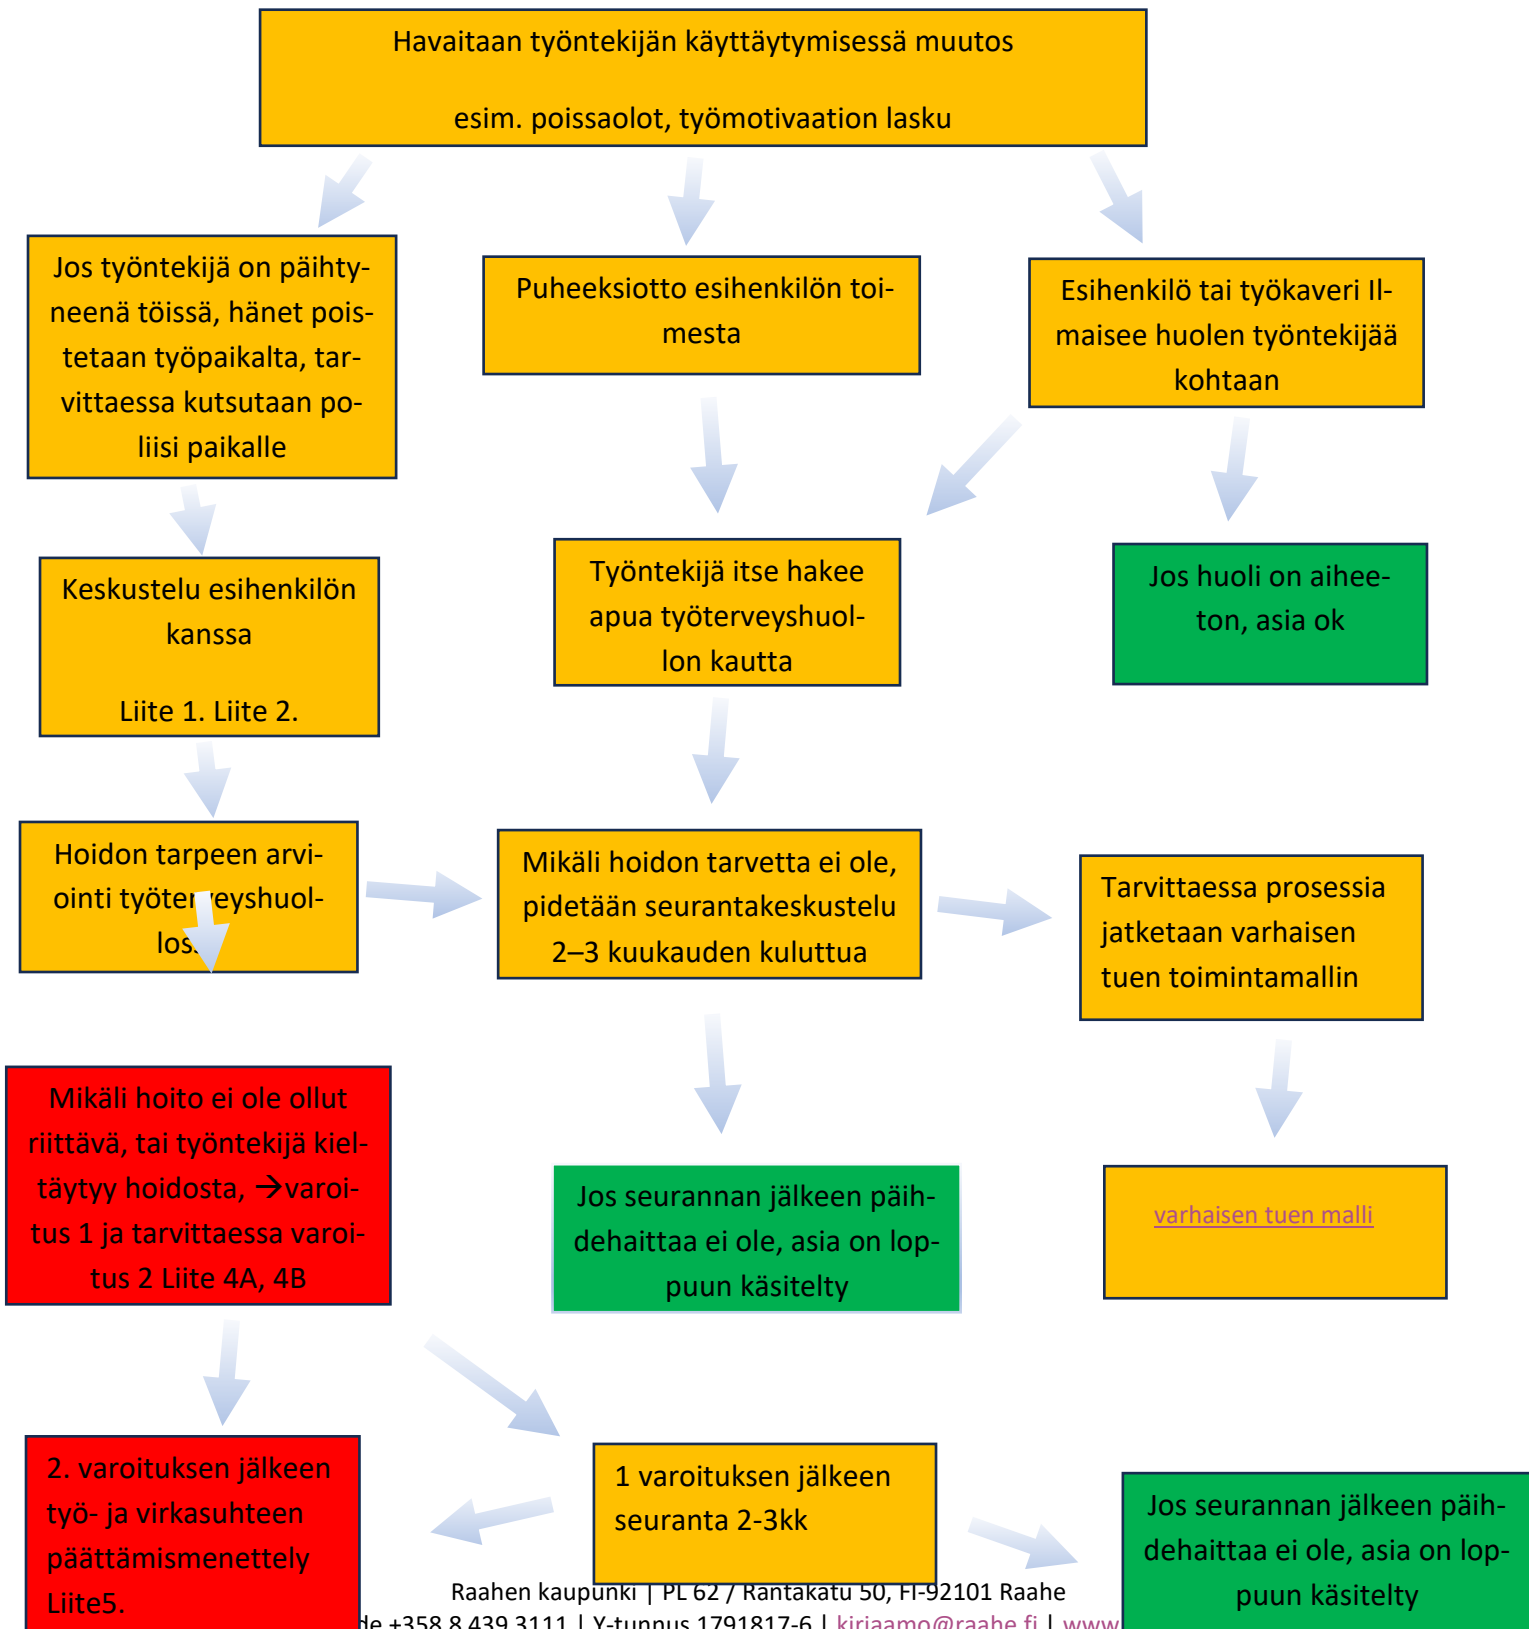 Havaitaan työntekijän käyttäytymisessä muutos
esim. poissaolot, työmotivaation lasku
Jos työntekijä on päihty-
neenä töissä, hänet pois-
tetaan työpaikalta, tar-
vittaessa kutsutaan po-
liisi paikalle
Puheeksiotto esihenkilön toi-
mesta
Esihenkilö tai työkaveri Il-
maisee huolen työntekijää
kohtaan
Keskustelu esihenkilön
kanssa
Liite 1. Liite 2.
Työntekijä itse hakee
apua työterveyshuol-
lon kautta
Jos huoli on aihee-
ton, asia ok
Hoidon tarpeen arvi-
ointi työterveyshuol-
loss
Mikäli hoidon tarvetta ei ole,
pidetään seurantakeskustelu
2–3 kuukauden kuluttua
Tarvittaessa prosessia
jatketaan varhaisen
tuen toimintamallin
Mikäli hoito ei ole ollut
riittävä, tai työntekijä kiel-
täytyy hoidosta, →varoi-
tus 1 ja tarvittaessa varoi-
tus 2 Liite 4A, 4B
Jos seurannan jälkeen päih-
dehaittaa ei ole, asia on lop-
puun käsitelty
varhaisen tuen malli
2. varoituksen jälkeen
työ- ja virkasuhteen
päättämismenettely
Liite5.
1 varoituksen jälkeen
seuranta 2-3kk
Jos seurannan jälkeen päih-
dehaittaa ei ole, asia on lop-
puun käsitelty
Raahen kaupunki | PL 62 / Rantakatu 50, FI-92101 Raahe
de +358 8 439 3111 | Y-tunnus 1791817-6 | kirjaamo@raahe.fi | www